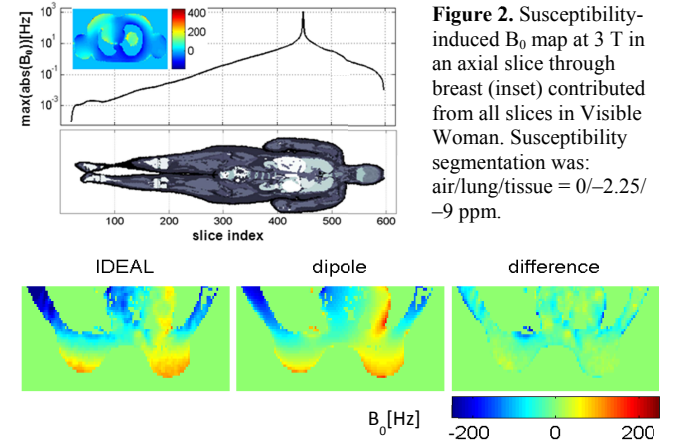 max(abs(B₀))[Hz]
10³
10¹
10⁻¹
10⁻³
400
200
0
100 200 300 400 500 600
slice index
Figure 2. Susceptibility-
induced B₀ map at 3 T in
an axial slice through
breast (inset) contributed
from all slices in Visible
Woman. Susceptibility
segmentation was:
air/lung/tissue = 0/–2.25/
–9 ppm.
IDEAL dipole difference
B₀[Hz]
-200 0 200